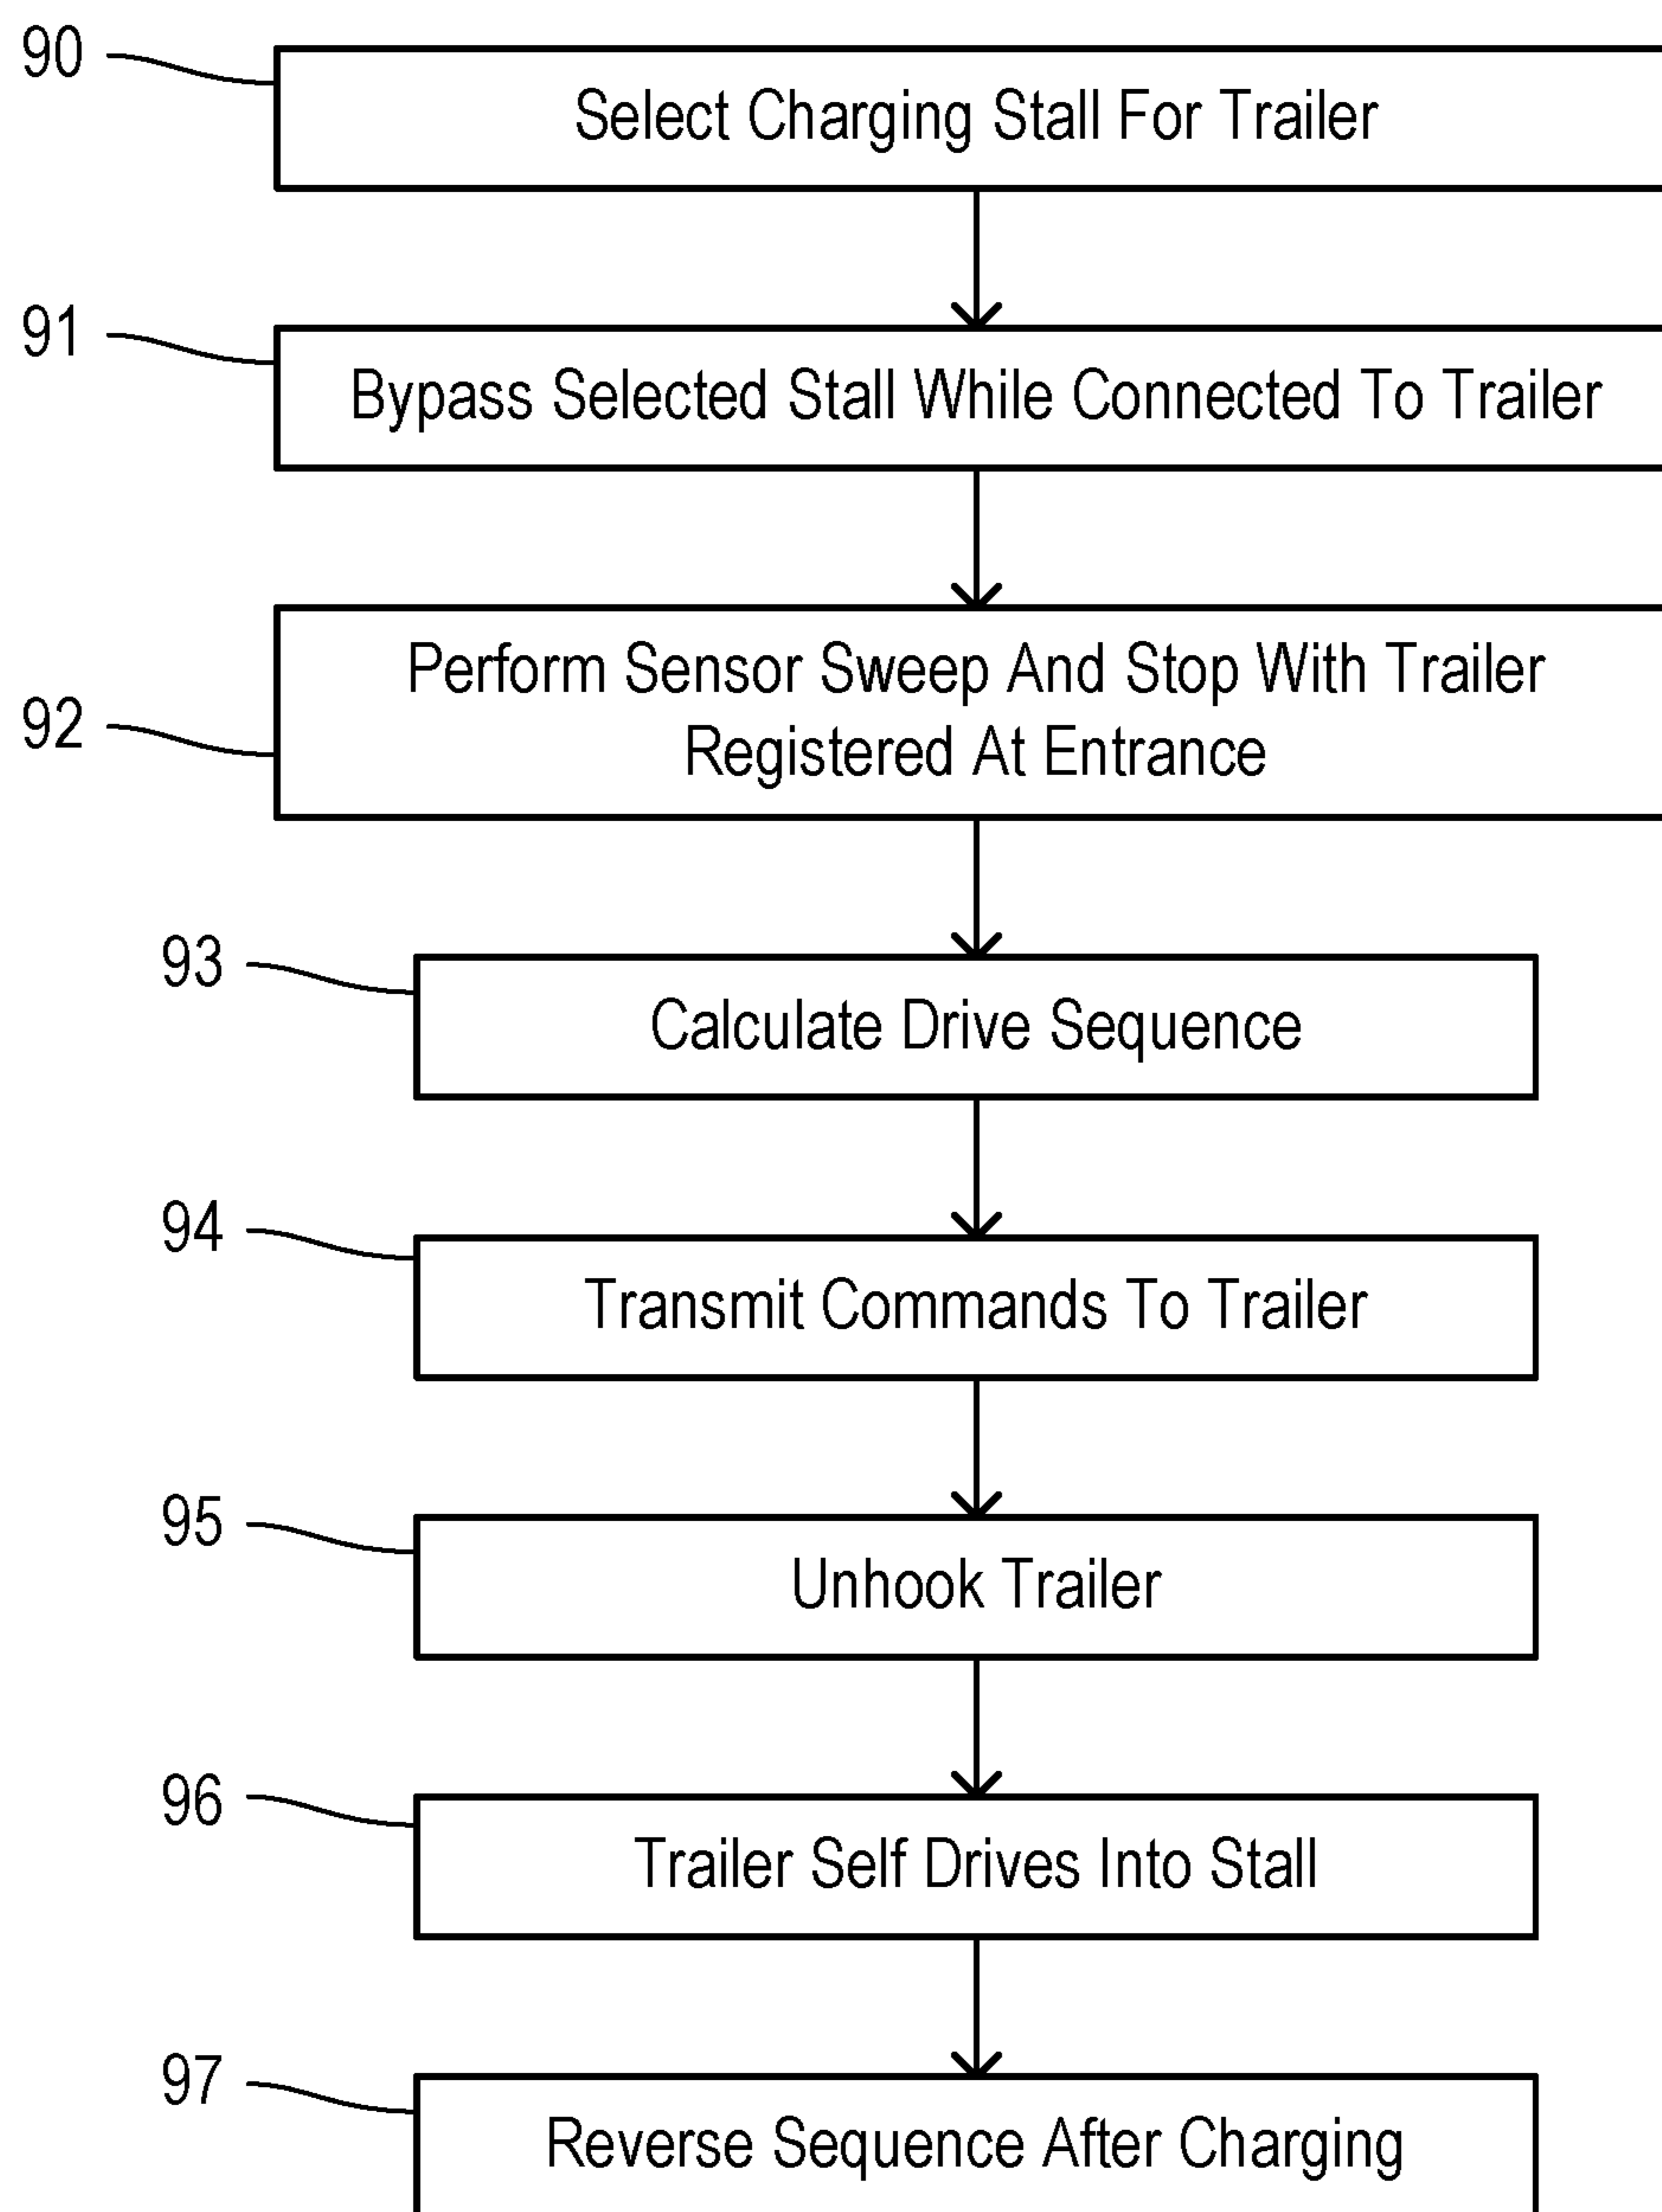 90
Select Charging Stall For Trailer
91
Bypass Selected Stall While Connected To Trailer
92
Perform Sensor Sweep And Stop With Trailer
Registered At Entrance
93
Calculate Drive Sequence
94
Transmit Commands To Trailer
95
Unhook Trailer
96
Trailer Self Drives Into Stall
97
Reverse Sequence After Charging